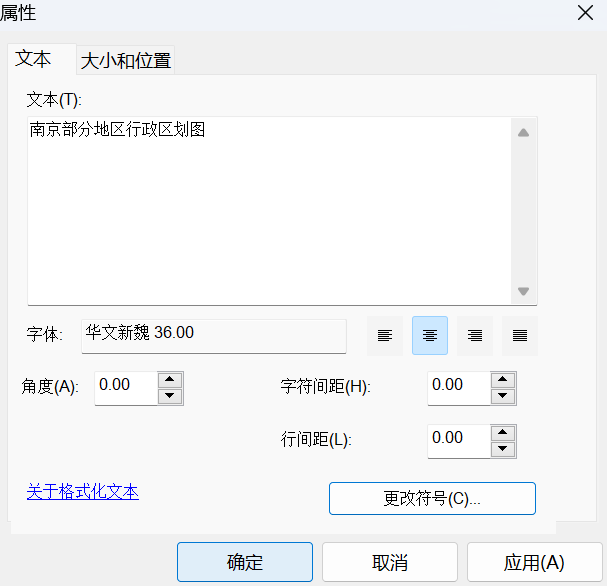 属性
文本 大小和位置
文本(T):
南京部分地区行政区划图
字体: 华文新魏 36.00
角度(A): 0.00 字符间距(H): 0.00
行间距(L): 0.00
关于格式化文本 更改符号(C)...
确定 取消 应用(A)